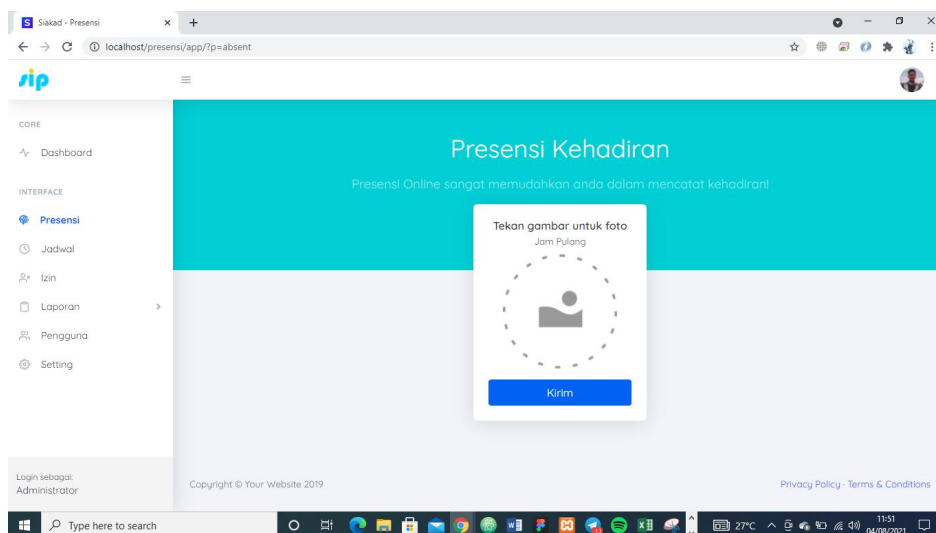 S Siakad - Presensi
localhost/presensi/app/?p=absent
sip
CORE
Dashboard
INTERFACE
Presensi
Jadwal
Izin
Laporan
Pengguna
Setting
Login sebagai:
Administrator
Presensi Kehadiran
Presensi Online sangat memudahkan anda dalam mencatat kehadiran!
Tekan gambar untuk foto
Jam Pulang
Kirim
Copyright © Your Website 2019
Privacy Policy · Terms & Conditions
Type here to search
27°C
11:51
04/08/2021